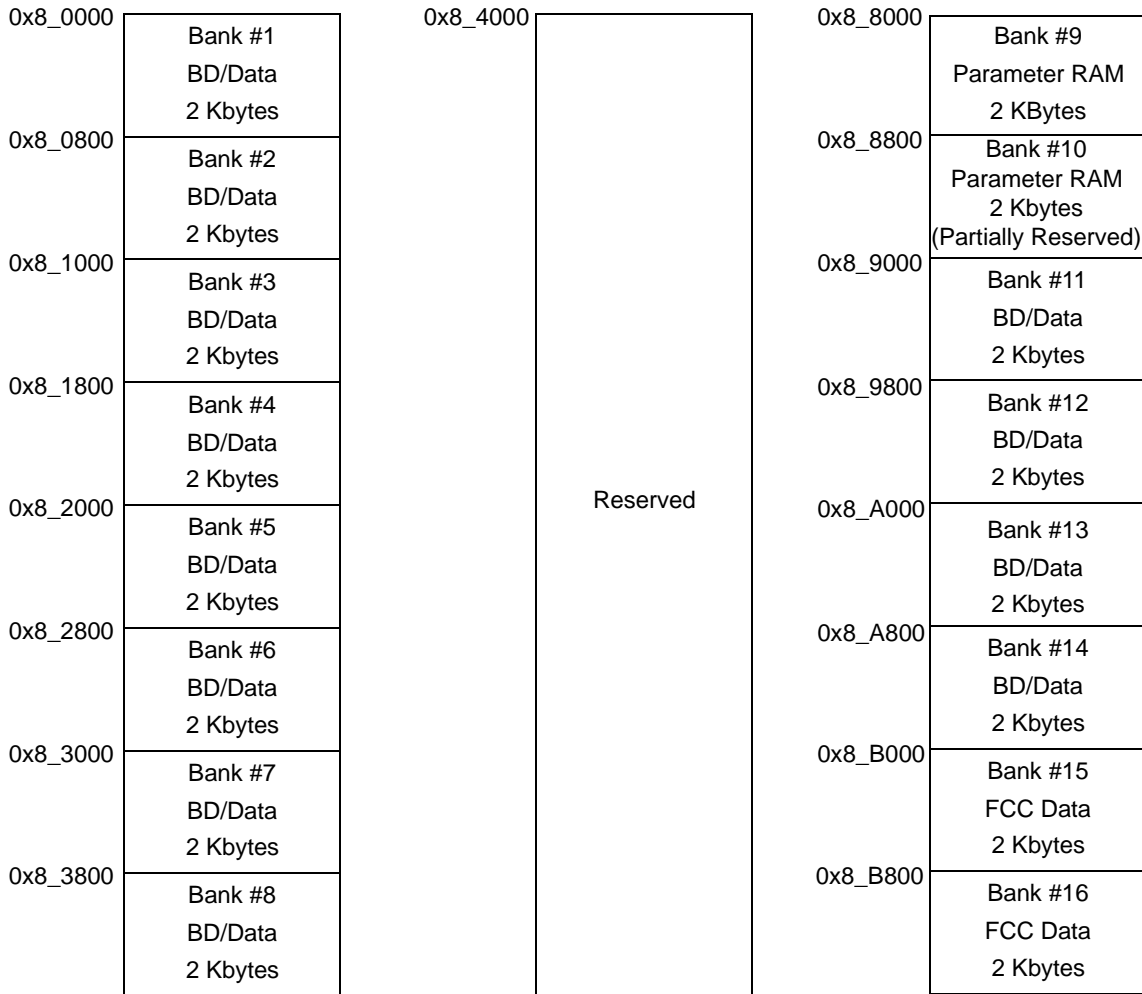 0x8_0000
Bank #1
BD/Data
2 Kbytes
0x8_0800
Bank #2
BD/Data
2 Kbytes
0x8_1000
Bank #3
BD/Data
2 Kbytes
0x8_1800
Bank #4
BD/Data
2 Kbytes
0x8_2000
Bank #5
BD/Data
2 Kbytes
0x8_2800
Bank #6
BD/Data
2 Kbytes
0x8_3000
Bank #7
BD/Data
2 Kbytes
0x8_3800
Bank #8
BD/Data
2 Kbytes
0x8_4000
Reserved
0x8_8000
Bank #9
Parameter RAM
2 KBytes
0x8_8800
Bank #10
Parameter RAM
2 Kbytes
(Partially Reserved)
0x8_9000
Bank #11
BD/Data
2 Kbytes
0x8_9800
Bank #12
BD/Data
2 Kbytes
0x8_A000
Bank #13
BD/Data
2 Kbytes
0x8_A800
Bank #14
BD/Data
2 Kbytes
0x8_B000
Bank #15
FCC Data
2 Kbytes
0x8_B800
Bank #16
FCC Data
2 Kbytes